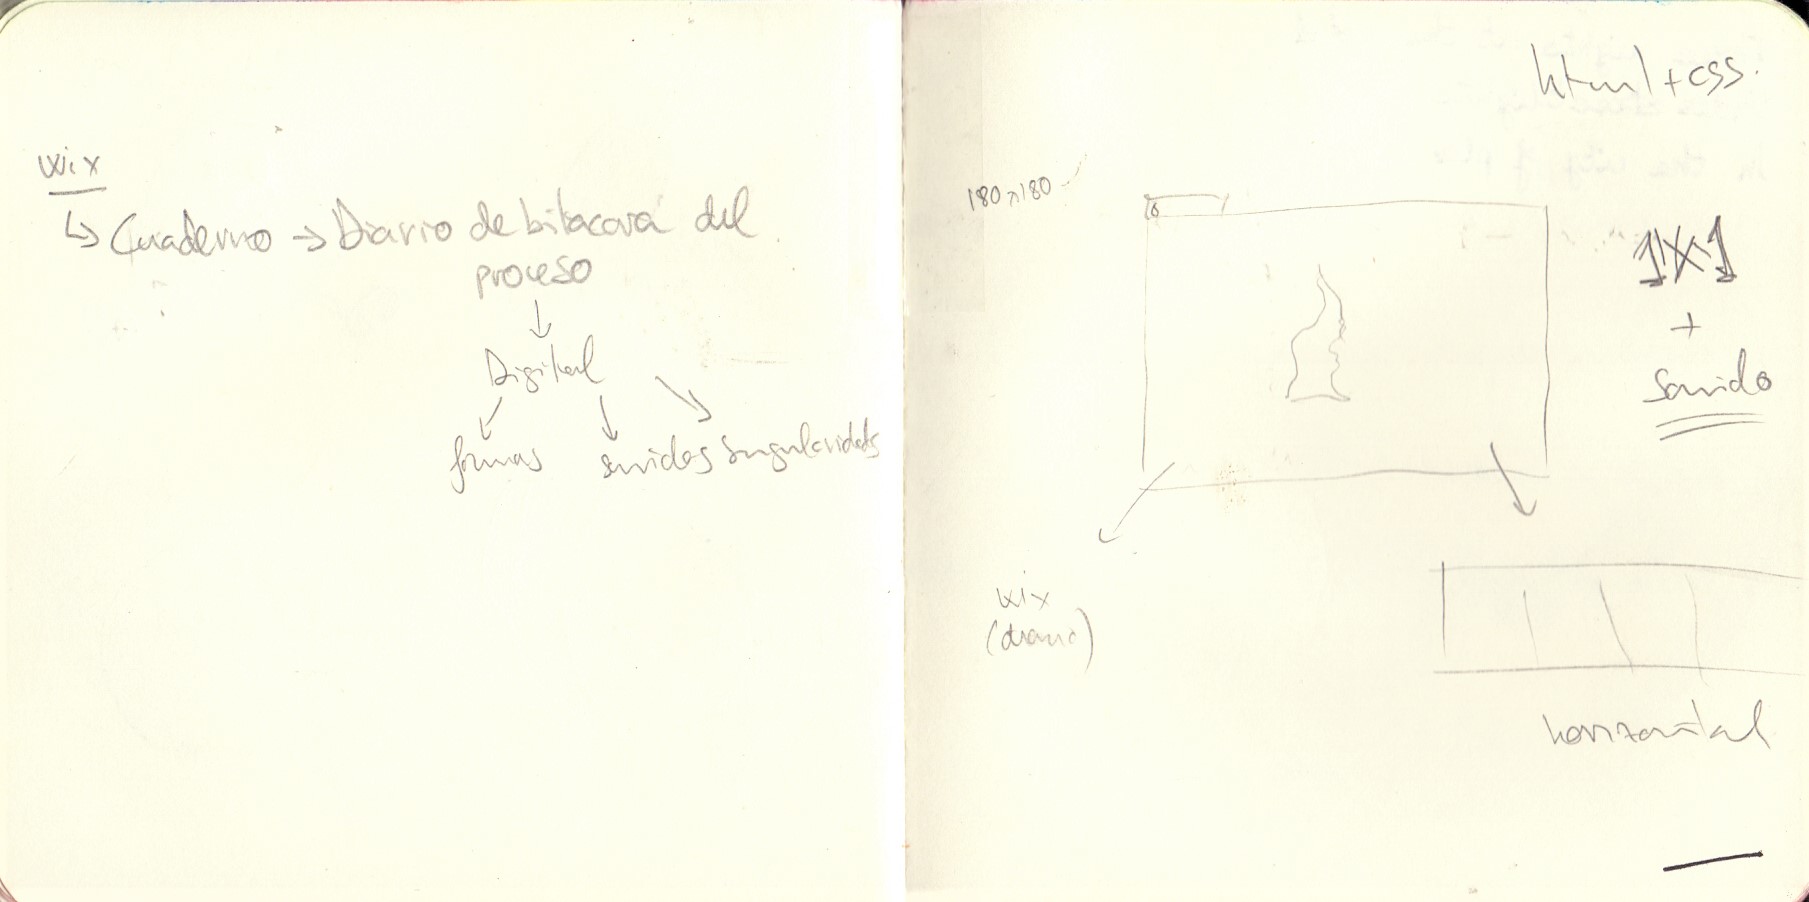 Wix
↳ Cuaderno → Diario de bitacora del
proceso
Digital
formas sonidos singularidades
html + css.
180x180
1x1
+
Sonido
Wix
(diario)
horizontal